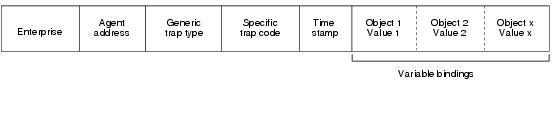 Enterprise
Agent
address
Generic
trap type
Specific
trap code
Time
stamp
Object 1
Value 1
Object 2
Value 2
Object x
Value x
Variable bindings